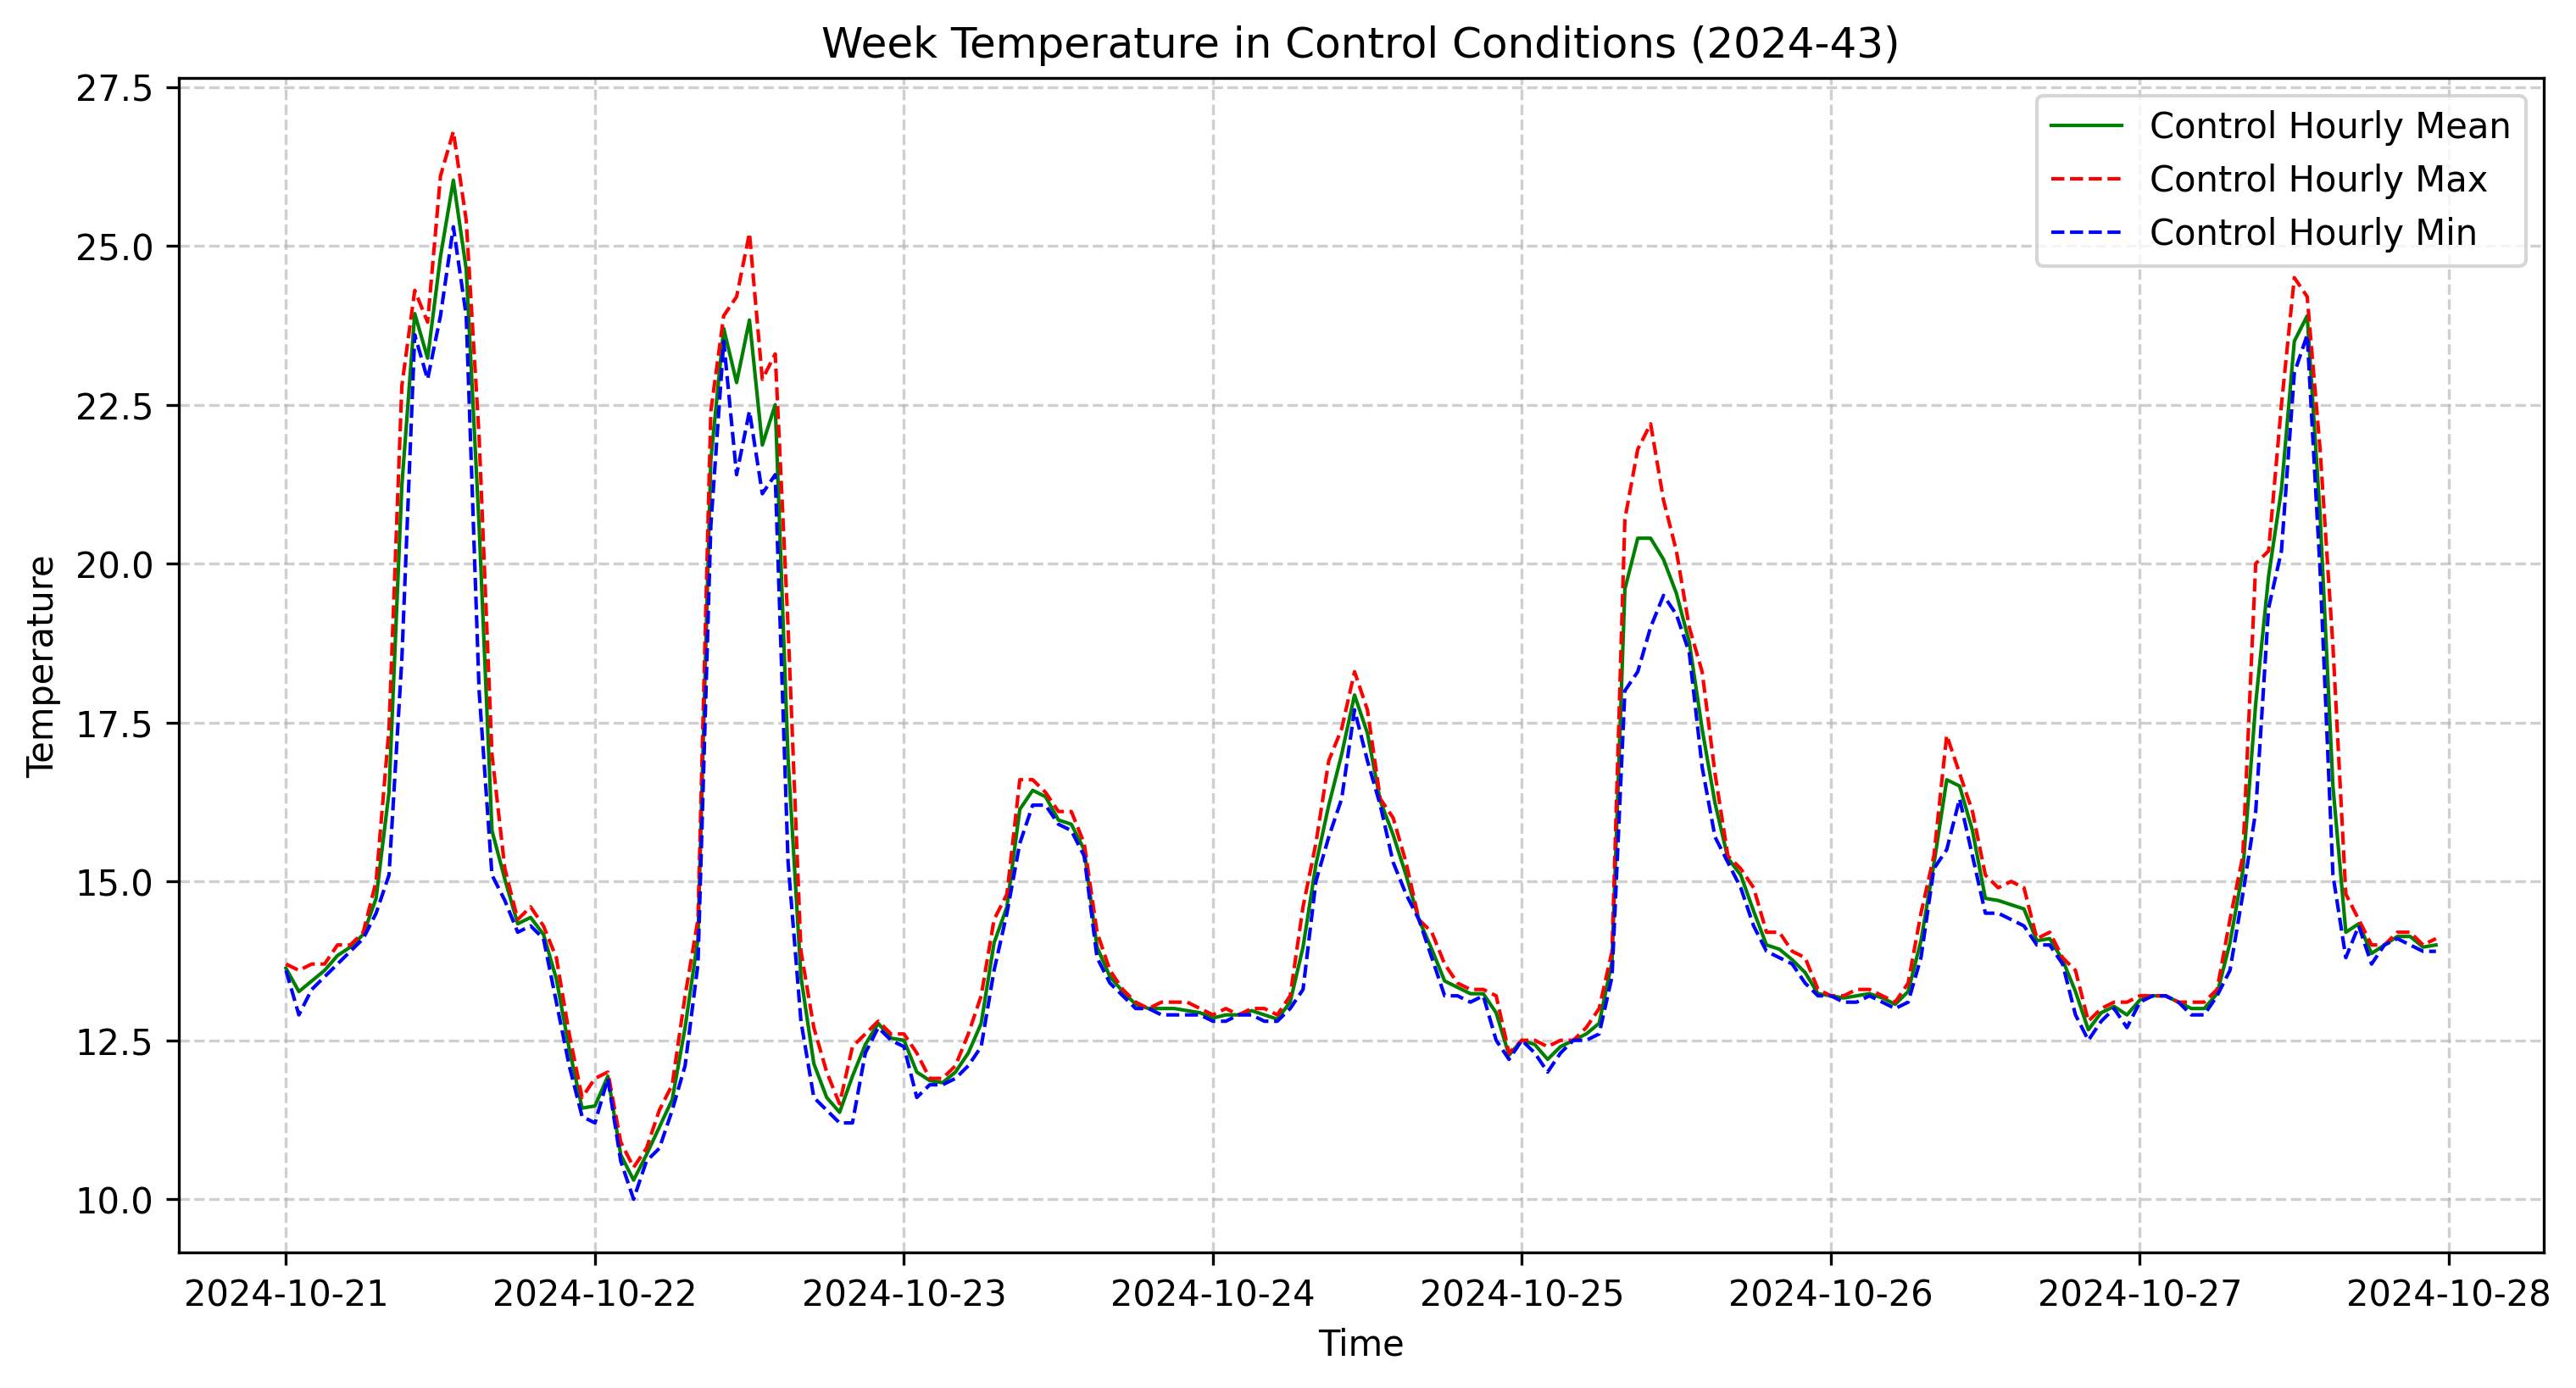 Week Temperature in Control Conditions (2024-43)
27.5
25.0
22.5
20.0
17.5
15.0
12.5
10.0
Temperature
Control Hourly Mean
Control Hourly Max
Control Hourly Min
2024-10-21
2024-10-22
2024-10-23
2024-10-24
2024-10-25
2024-10-26
2024-10-27
2024-10-28
Time